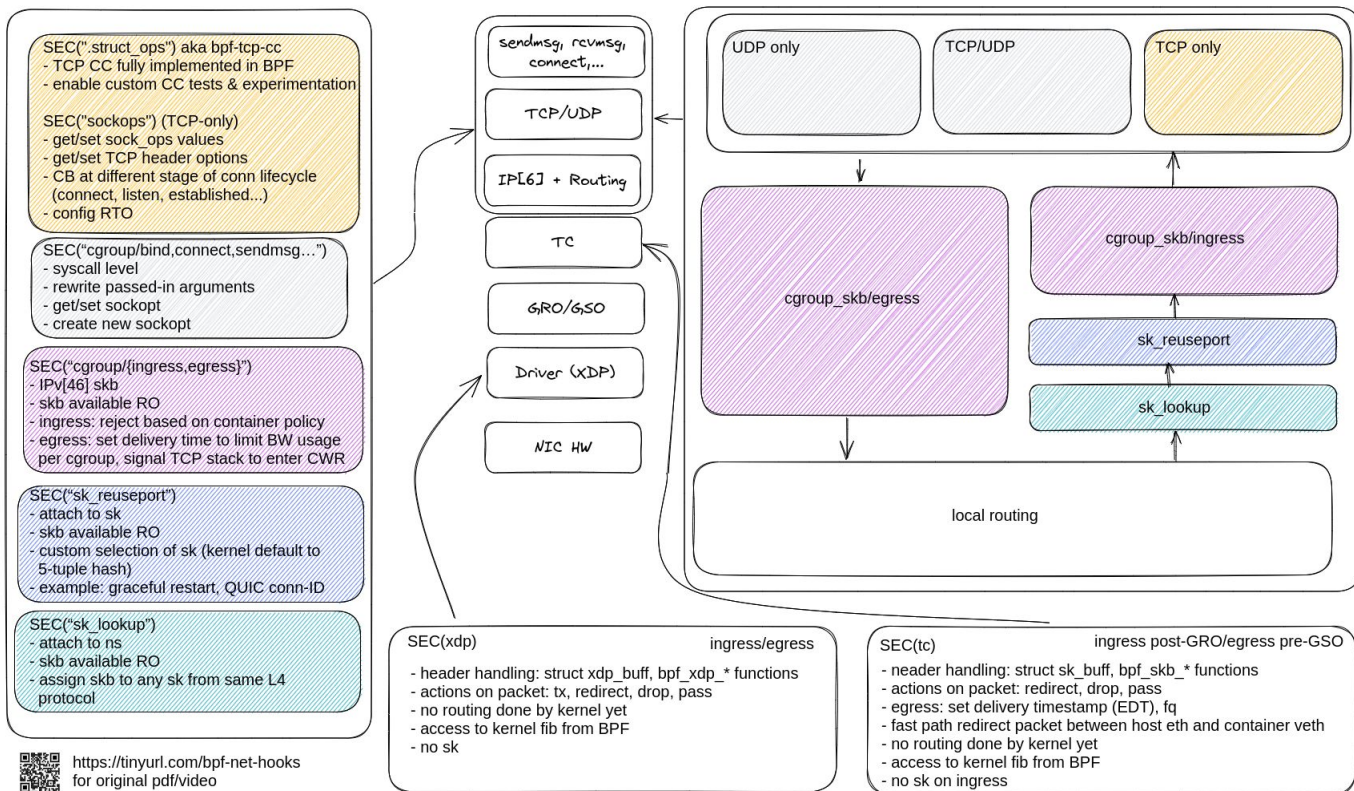 SEC(".struct_ops") aka bpf-tcp-cc
- TCP CC fully implemented in BPF
- enable custom CC tests & experimentation
SEC("sockops") (TCP-only)
- get/set sock_ops values
- get/set TCP header options
- CB at different stage of conn lifecycle
(connect, listen, established...)
- config RTO
SEC(“cgroup/bind,connect,sendmsg…”)
- syscall level
- rewrite passed-in arguments
- get/set sockopt
- create new sockopt
SEC(“cgroup/{ingress,egress}”)
- IPv[46] skb
- skb available RO
- ingress: reject based on container policy
- egress: set delivery time to limit BW usage
per cgroup, signal TCP stack to enter CWR
SEC(“sk_reuseport”)
- attach to sk
- skb available RO
- custom selection of sk (kernel default to
5-tuple hash)
- example: graceful restart, QUIC conn-ID
SEC(“sk_lookup”)
- attach to ns
- skb available RO
- assign skb to any sk from same L4
protocol
https://tinyurl.com/bpf-net-hooks
for original pdf/video
sendmsg, rcvmsg,
connect,...
TCP/UDP
IP[6] + Routing
TC
GRO/GSO
Driver (XDP)
NIC HW
UDP only
TCP/UDP
TCP only
cgroup_skb/egress
cgroup_skb/ingress
sk_reuseport
sk_lookup
local routing
SEC(xdp)
ingress/egress
- header handling: struct xdp_buff, bpf_xdp_* functions
- actions on packet: tx, redirect, drop, pass
- no routing done by kernel yet
- access to kernel fib from BPF
- no sk
SEC(tc)
ingress post-GRO/egress pre-GSO
- header handling: struct sk_buff, bpf_skb_* functions
- actions on packet: redirect, drop, pass
- egress: set delivery timestamp (EDT), fq
- fast path redirect packet between host eth and container veth
- no routing done by kernel yet
- access to kernel fib from BPF
- no sk on ingress